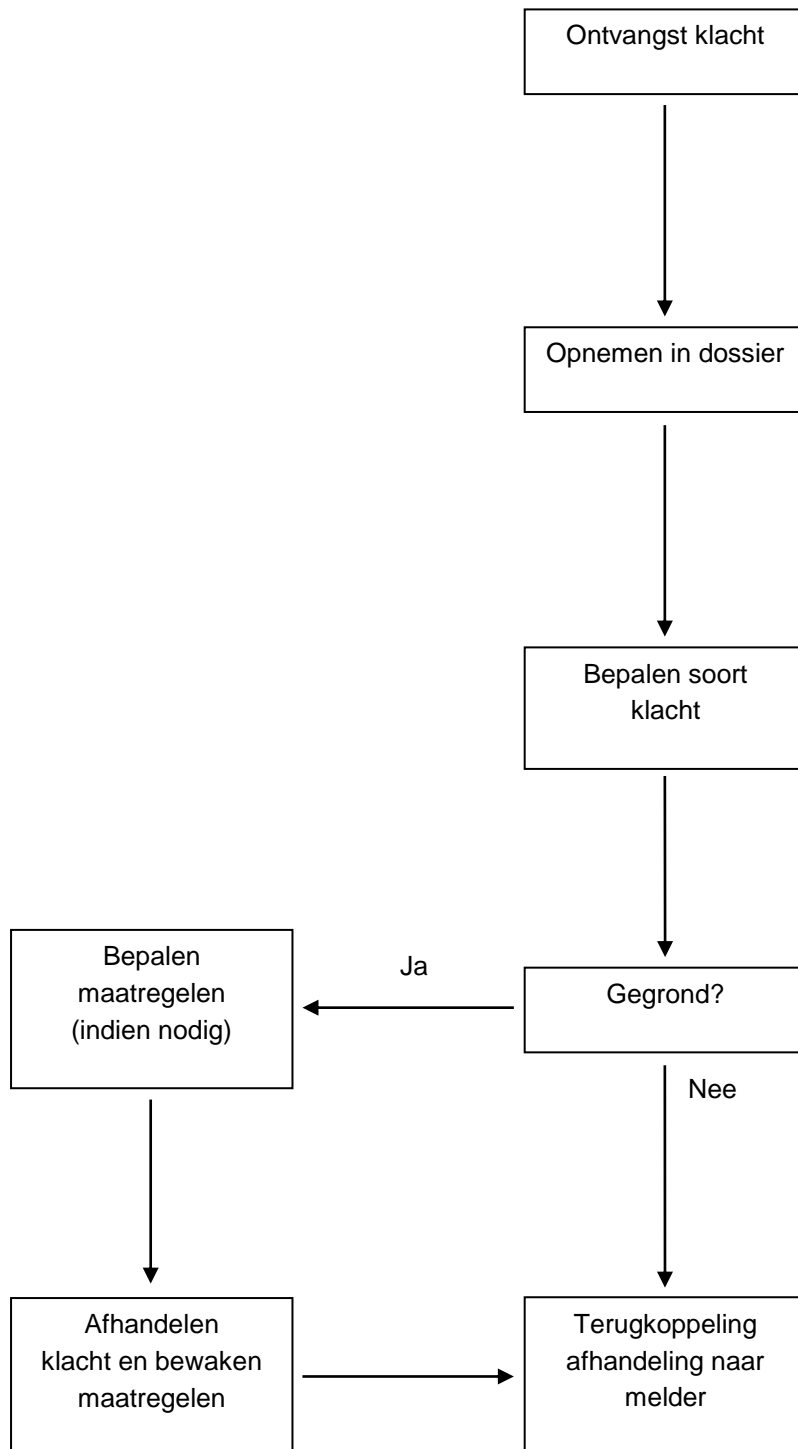 Ontvangst klacht
Opnemen in dossier
Bepalen soort
klacht
Gegrond?
Ja
Bepalen
maatregelen
(indien nodig)
Nee
Afhandelen
klacht en bewaken
maatregelen
Terugkoppeling
afhandeling naar
melder